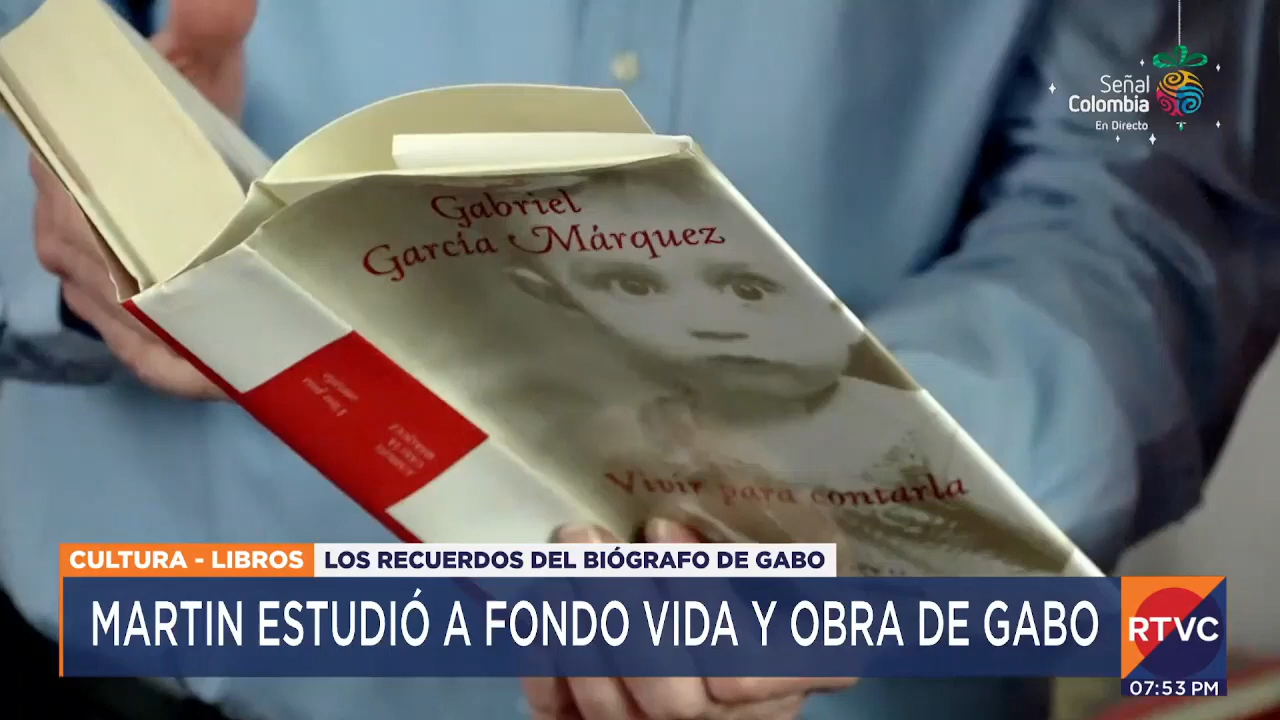 Señal
Colombia
En Directo
Gabriel
García Márquez
Vivir para contarla
CULTURA - LIBROS LOS RECUERDOS DEL BIÓGRAFO DE GABO
MARTIN ESTUDIÓ A FONDO VIDA Y OBRA DE GABO
RTVC
07:53 PM